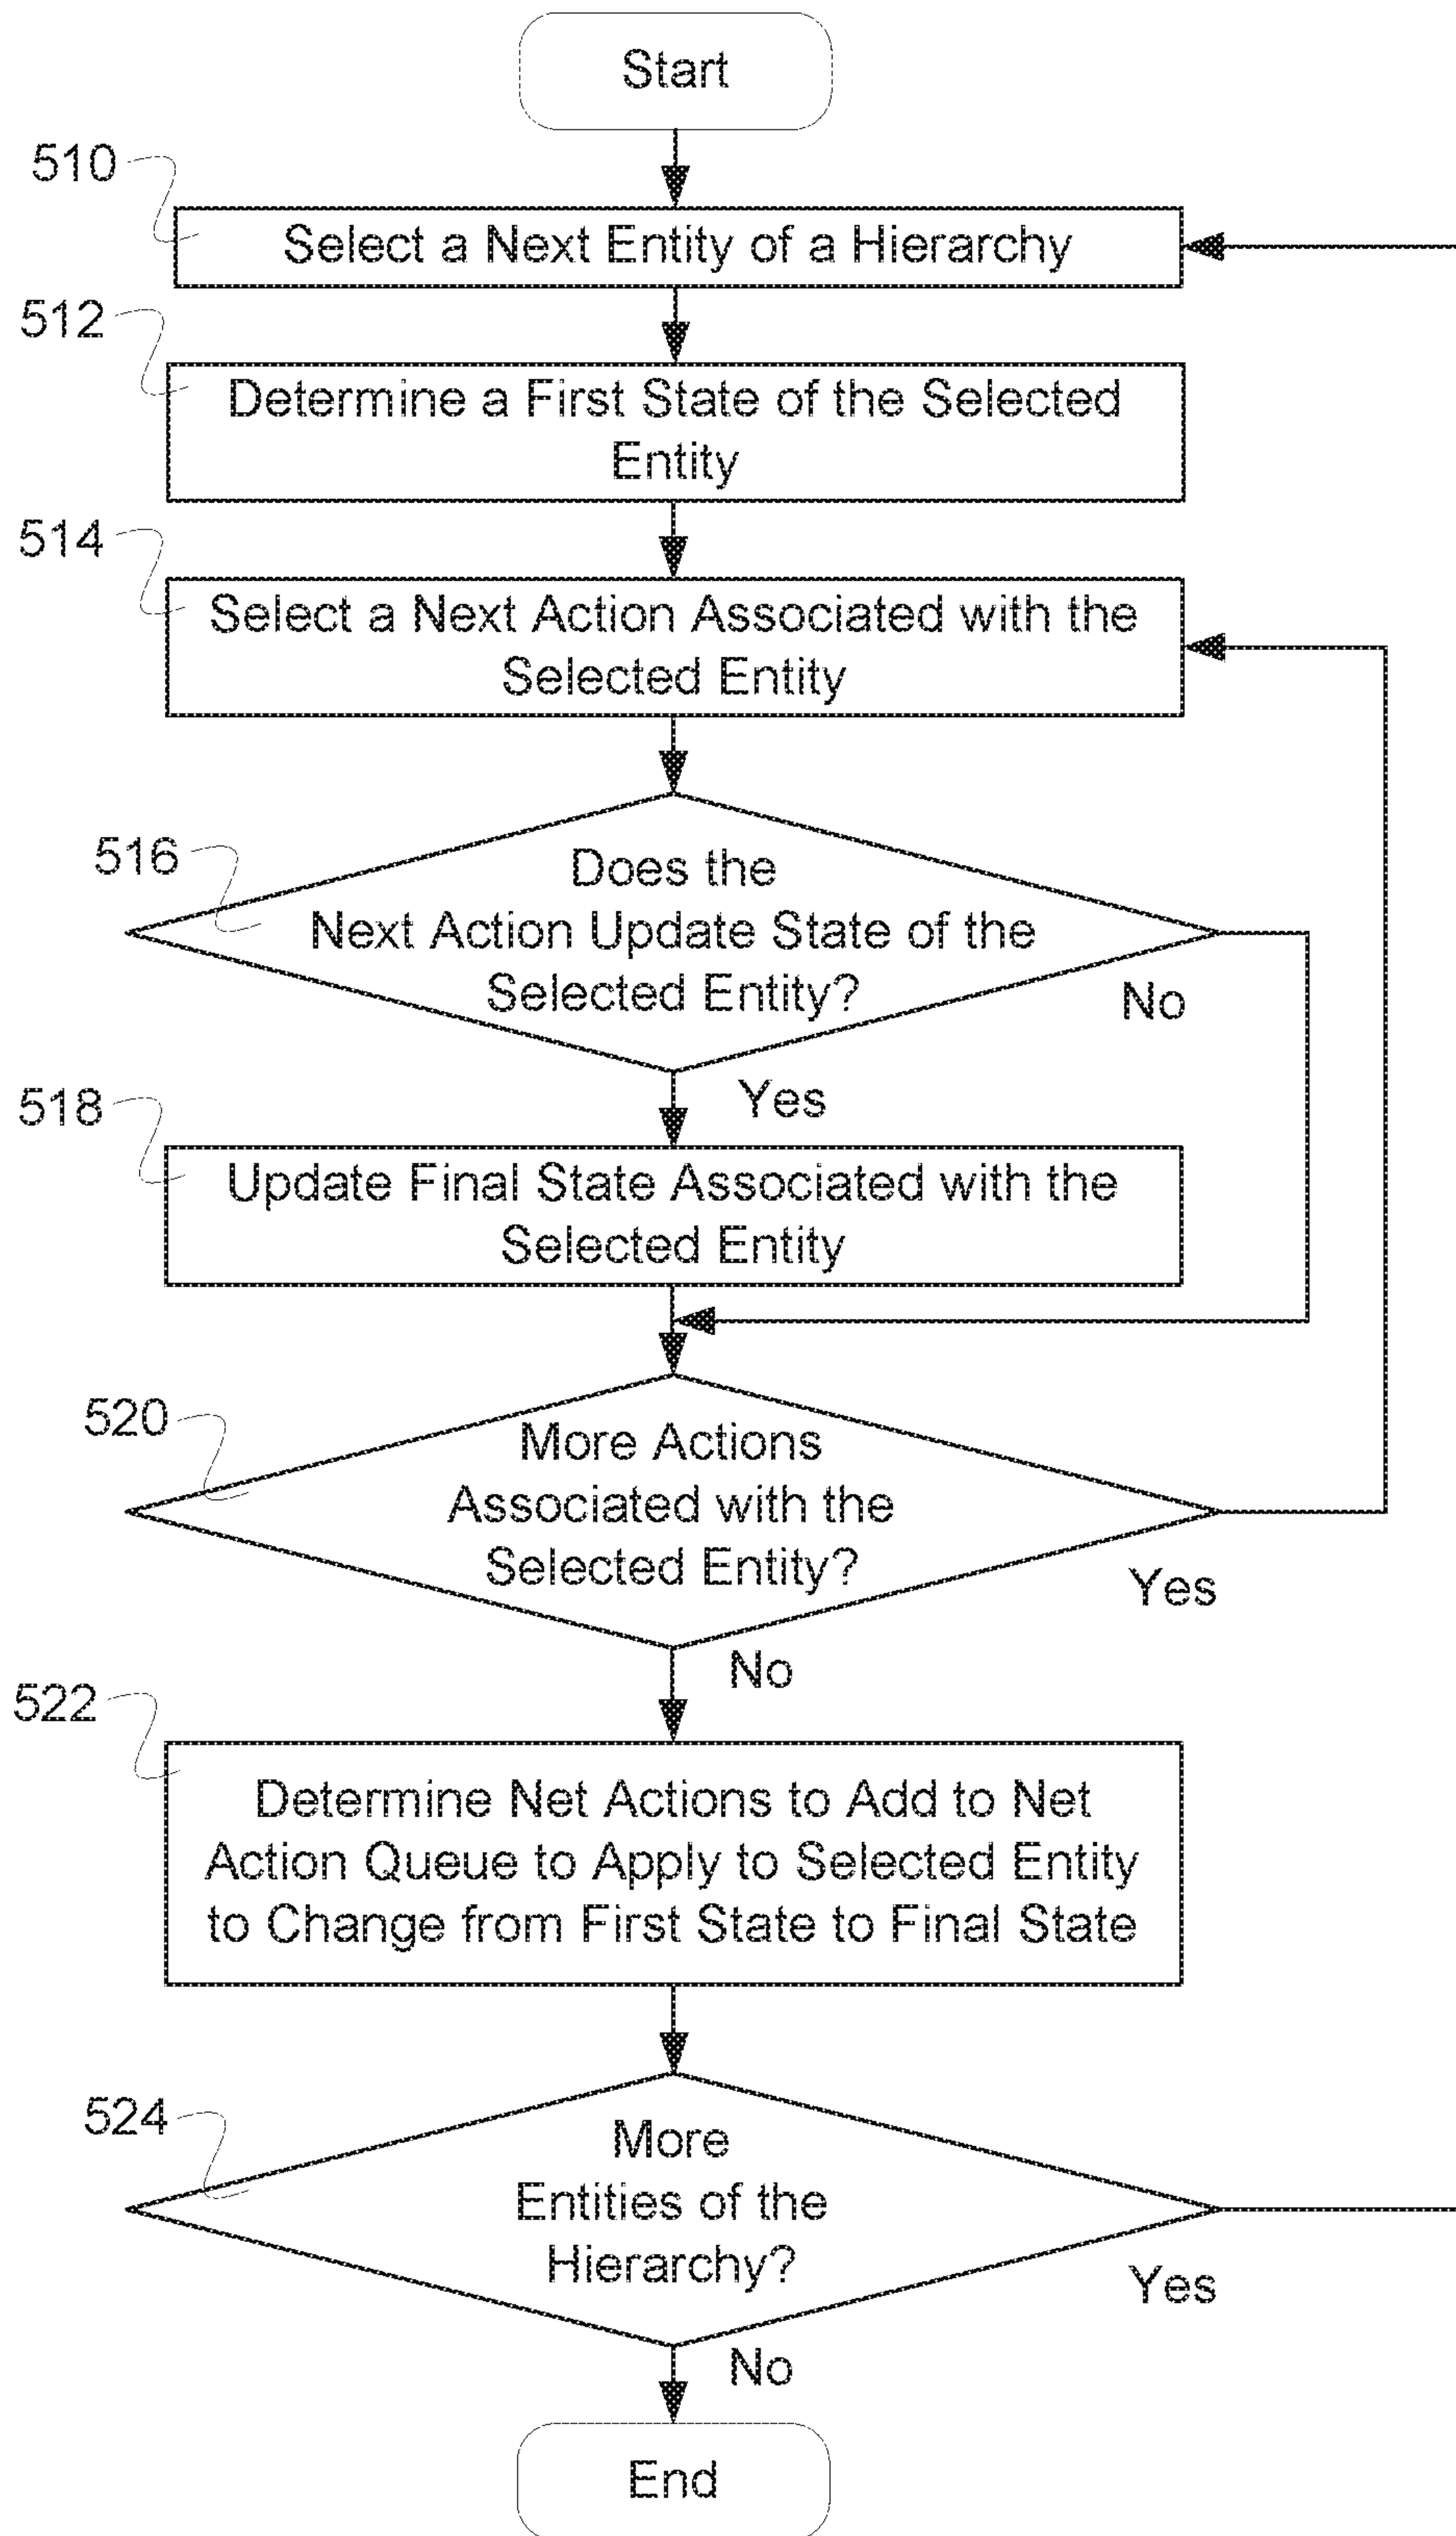 Start
510
Select a Next Entity of a Hierarchy
512
Determine a First State of the Selected
Entity
514
Select a Next Action Associated with the
Selected Entity
516
Does the
Next Action Update State of the
Selected Entity?
No
Yes
518
Update Final State Associated with the
Selected Entity
520
More Actions
Associated with the
Selected Entity?
Yes
No
522
Determine Net Actions to Add to Net
Action Queue to Apply to Selected Entity
to Change from First State to Final State
524
More
Entities of the
Hierarchy?
Yes
No
End